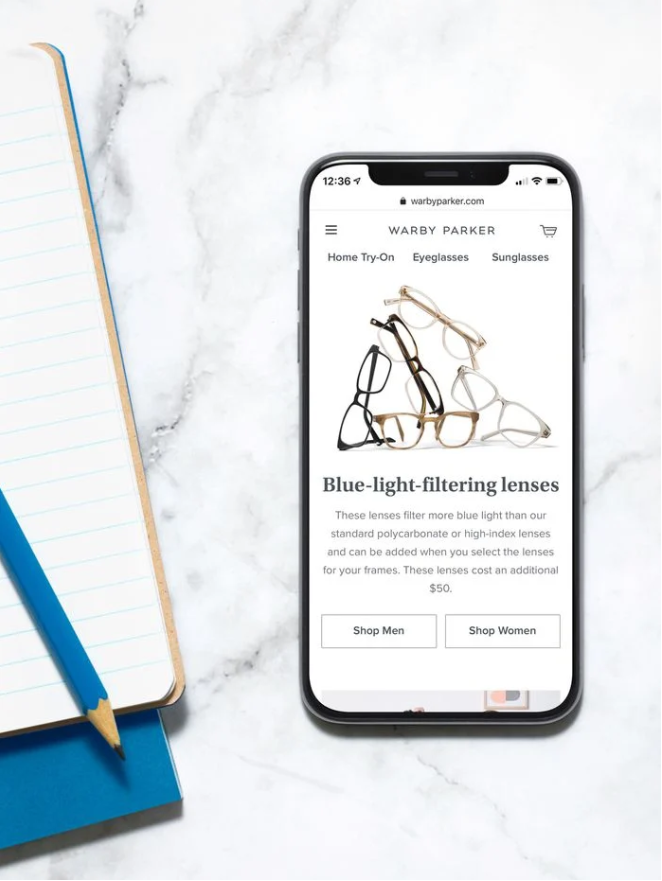 12:36
warbyparker.com
WARBY PARKER
Home Try-On Eyeglasses Sunglasses
Blue-light-filtering lenses
These lenses filter more blue light than our
standard polycarbonate or high-index lenses
and can be added when you select the lenses
for your frames. These lenses cost an additional
$50.
Shop Men Shop Women